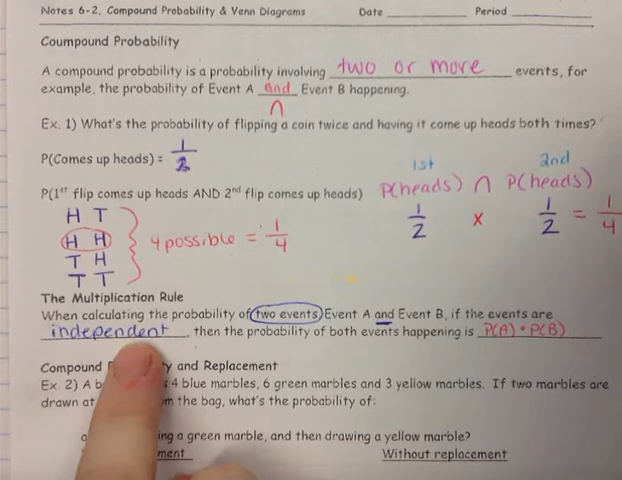 Notes 6-2, Compound Probability & Venn Diagrams Date Period
Coumpound Probability
A compound probability is a probability involving two or more events, for
example, the probability of Event A and Event B happening.
∩
Ex. 1) What's the probability of flipping a coin twice and having it come up heads both times?
P(Comes up heads) = 1/2
1st 2nd
P(1st flip comes up heads AND 2nd flip comes up heads) P(heads) ∩ P(heads)
1/2 x 1/2 = 1/4
H T
H H 4 possible = 1/4
T H
T T
The Multiplication Rule
When calculating the probability of two events, Event A and Event B, if the events are
independent, then the probability of both events happening is P(A) • P(B)
Compound y and Replacement
Ex. 2) A b 4 blue marbles, 6 green marbles and 3 yellow marbles. If two marbles are
drawn at m the bag, what's the probability of:
ing a green marble, and then drawing a yellow marble?
ment Without replacement